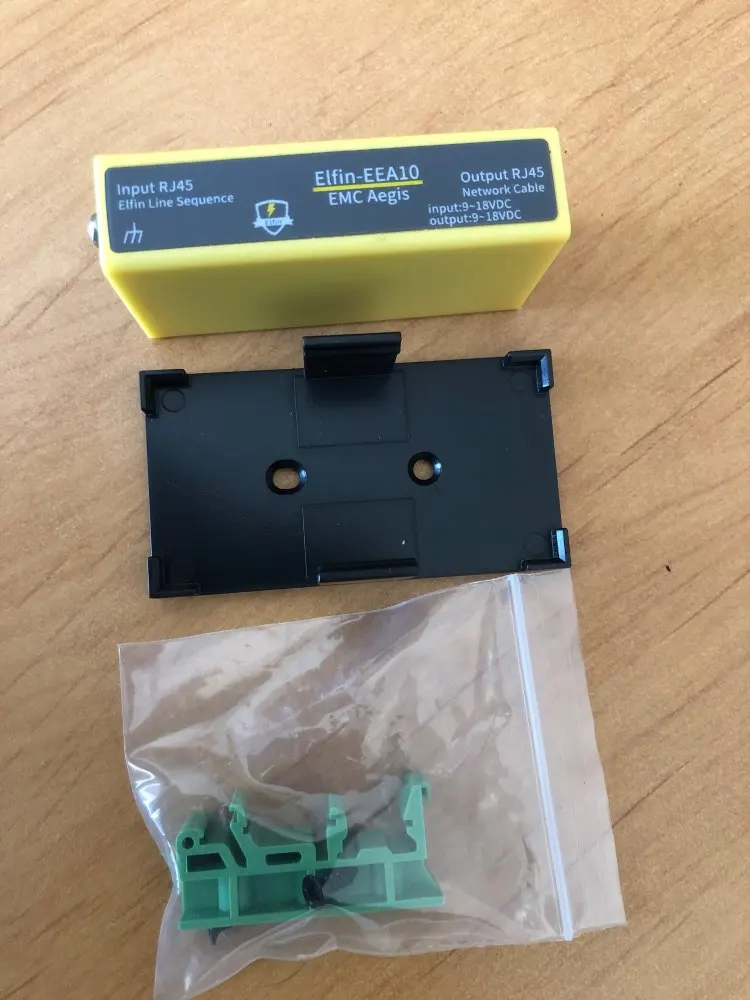 Input RJ45
Elfin Line Sequence
Elfin-EEA10
EMC Aegis
Elfin
Output RJ45
Network Cable
input:9~18VDC
output:9~18VDC